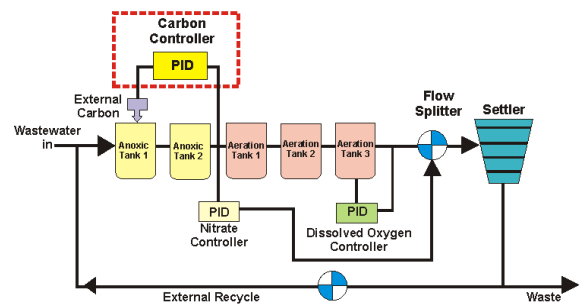 Carbon
Controller
PID
External
Carbon
Flow
Splitter
Settler
Wastewater
in
Anoxic
Tank 1
Anoxic
Tank 2
Aeration
Tank 1
Aeration
Tank 2
Aeration
Tank 3
PID
Nitrate
Controller
PID
Dissolved Oxygen
Controller
External Recycle
Waste